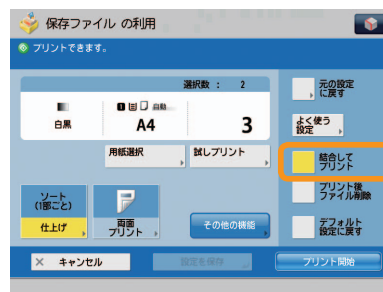 保存ファイル の利用
プリントできます。
選択数 : 2
白黒
自動
A4
3
用紙選択
試しプリント
ソート
(1部ごと)
仕上げ
両面
プリント
その他の機能
元の設定
に戻す
よく使う
設定
結合して
プリント
プリント後
ファイル削除
デフォルト
設定に戻す
× キャンセル
設定を保存
プリント開始